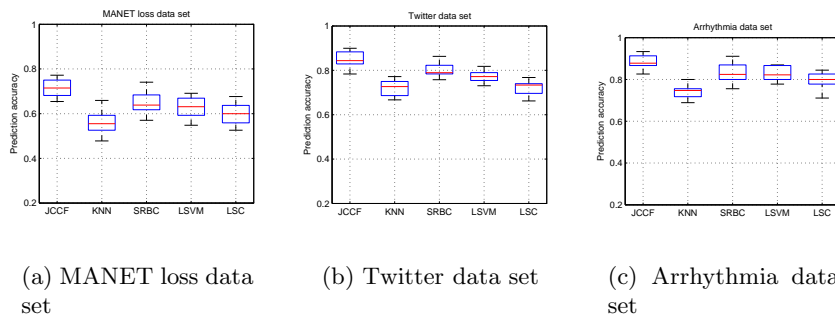 MANET loss data set
Prediction accuracy
1
0.8
0.6
0.4
0.2
JCCF KNN SRBC LSVM LSC
Twitter data set
Prediction accuracy
1
0.8
0.6
0.4
0.2
JCCF KNN SRBC LSVM LSC
Arrhythmia data set
Prediction accuracy
1
0.8
0.6
0.4
0.2
JCCF KNN SRBC LSVM LSC
(a) MANET loss data
set
(b) Twitter data set
(c) Arrhythmia data
set